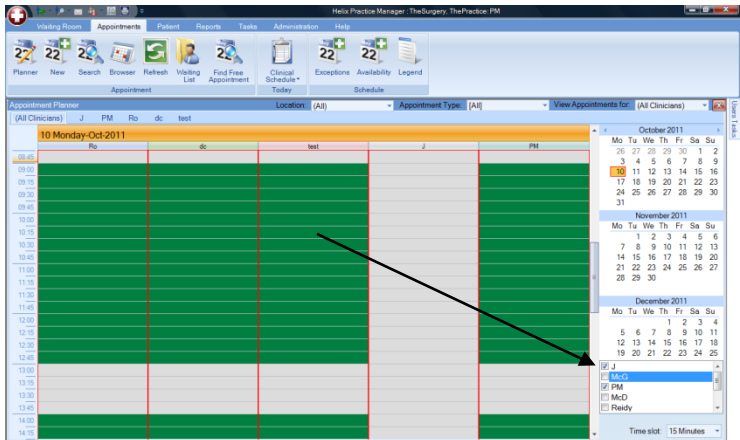 Helix Practice Manager : TheSurgery, ThePractice: PM
Waiting Room Appointments Patient Reports Tasks Administration Help
Planner New Search Browser Refresh Waiting List Find Free Appointment Clinical Schedule Exceptions Availability Legend
Appointment Today Schedule
Appointment Planner Location: (All) Appointment Type: [All] View Appointments for: (All Clinicians)
(All Clinicians) J PM Ro dc test
Users Tasks
10 Monday-Oct-2011
Ro dc test J PM
08:45
09:00
09:15
09:30
09:45
10:00
10:15
10:30
10:45
11:00
11:15
11:30
11:45
12:00
12:15
12:30
12:45
13:00
13:15
13:30
13:45
14:00
14:15
October 2011
Mo Tu We Th Fr Sa Su
26 27 28 29 30 1 2
3 4 5 6 7 8 9
10 11 12 13 14 15 16
17 18 19 20 21 22 23
24 25 26 27 28 29 30
31
November 2011
Mo Tu We Th Fr Sa Su
1 2 3 4 5 6
7 8 9 10 11 12 13
14 15 16 17 18 19 20
21 22 23 24 25 26 27
28 29 30
December 2011
Mo Tu We Th Fr Sa Su
1 2 3 4
5 6 7 8 9 10 11
12 13 14 15 16 17 18
19 20 21 22 23 24 25
J
McG
PM
McD
Reidy
Time slot: 15 Minutes